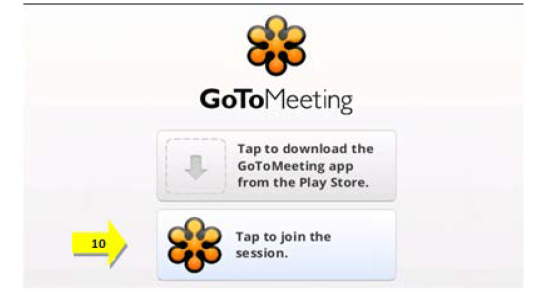 GoToMeeting
Tap to download the
GoToMeeting app
from the Play Store.
10
Tap to join the
session.